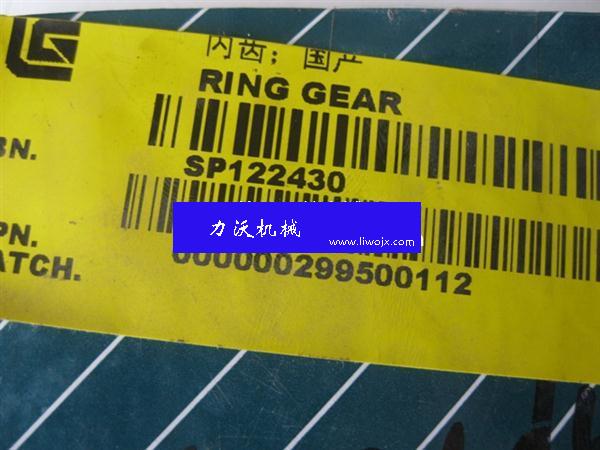 内齿；国产
RING GEAR
BN.
SP122430
力沃机械
www.liwojx.com
PN.
000000299500112
ATCH.